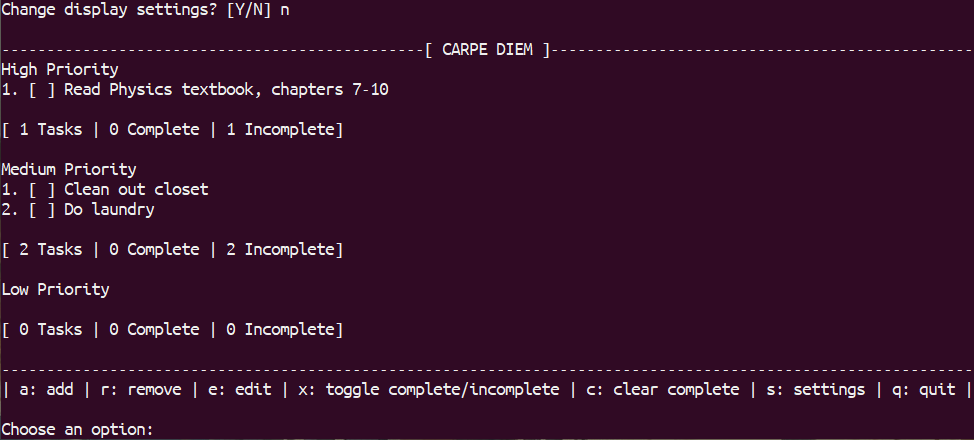 Change display settings? [Y/N] n
-----------------------------------------------[ CARPE DIEM ]-----------------------------------------------
High Priority
1. [ ] Read Physics textbook, chapters 7-10
[ 1 Tasks | 0 Complete | 1 Incomplete]
Medium Priority
1. [ ] Clean out closet
2. [ ] Do laundry
[ 2 Tasks | 0 Complete | 2 Incomplete]
Low Priority
[ 0 Tasks | 0 Complete | 0 Incomplete]
------------------------------------------------------------------------------------------------------------
| a: add | r: remove | e: edit | x: toggle complete/incomplete | c: clear complete | s: settings | q: quit |
Choose an option: